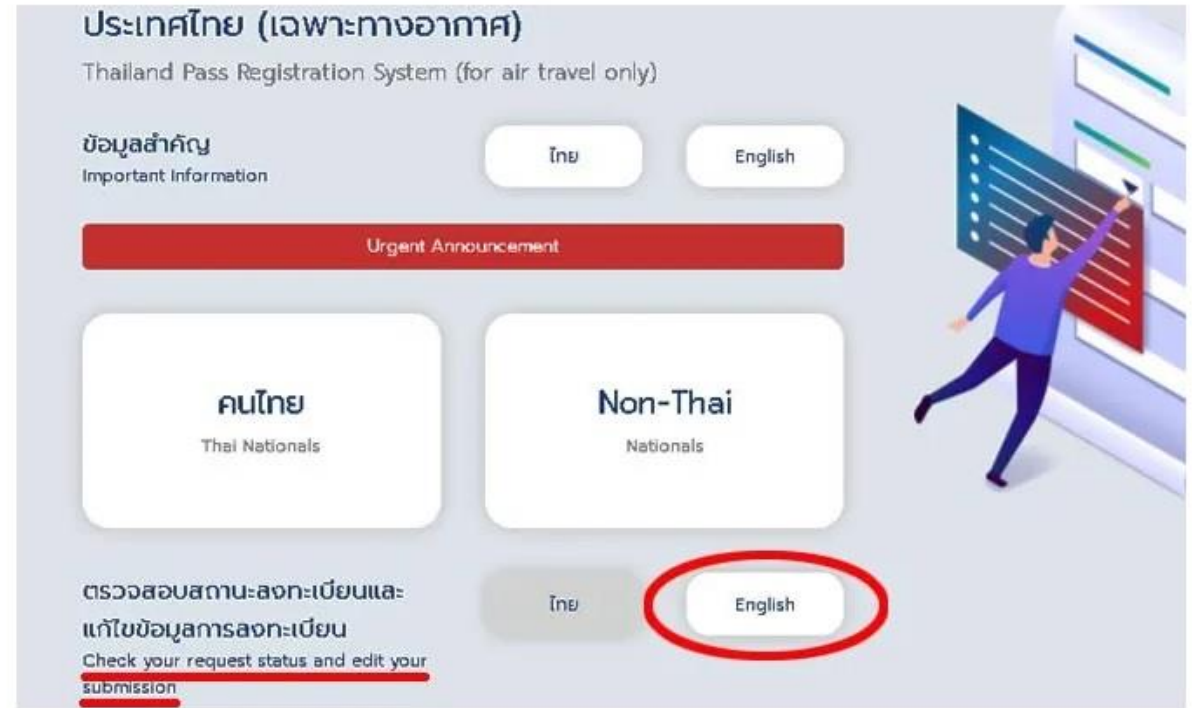 ประเทศไทย (เฉพาะทางอากาศ)
Thailand Pass Registration System (for air travel only)
ข้อมูลสำคัญ
Important Information
ไทย
English
Urgent Announcement
คนไทย
Thai Nationals
Non-Thai
Nationals
ตรวจสอบสถานะลงทะเบียนและ
แก้ไขข้อมูลการลงทะเบียน
Check your request status and edit your
submission
ไทย
English